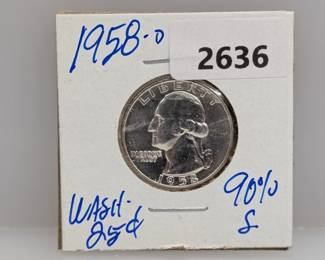 1958-D
2636
LIBERTY
IN GOD WE TRUST
1958
WASH-
25¢
90%
S